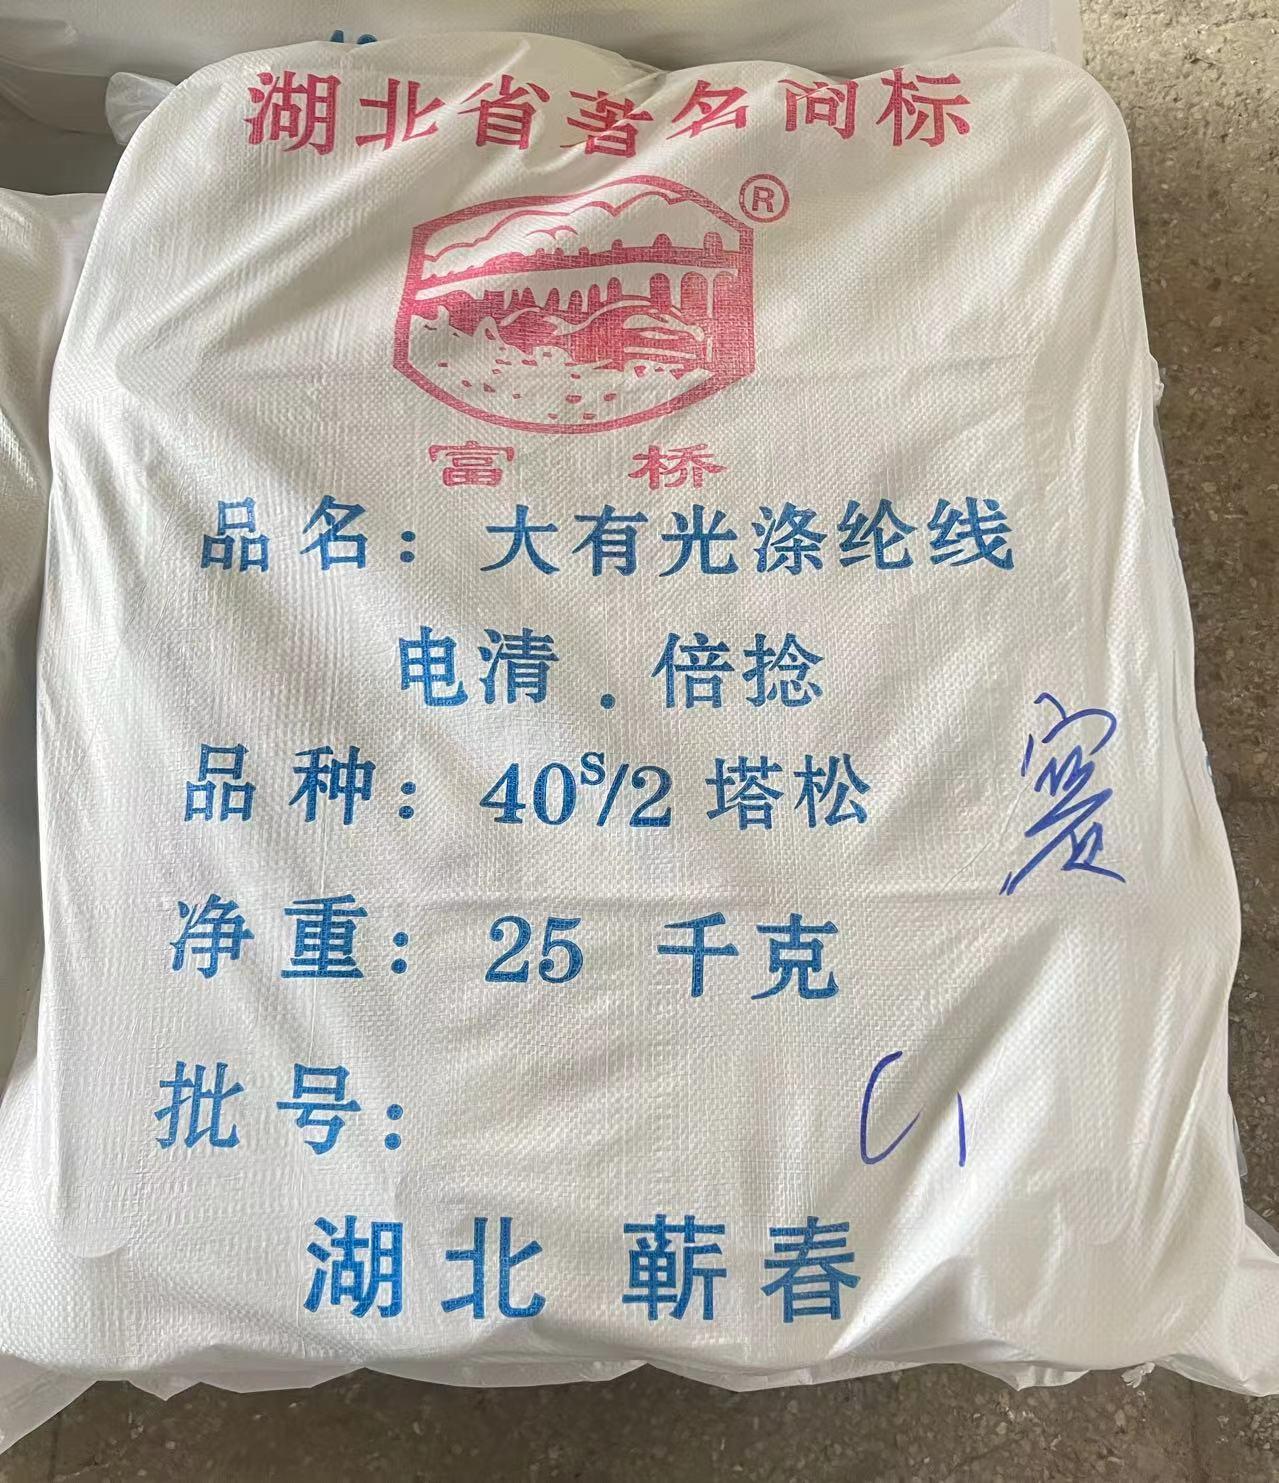 湖北省著名商标
®
富桥
品名：大有光涤纶线
电清．倍捻
品种：40S/2 塔松
净重：25 千克
批号：
湖北 蕲春